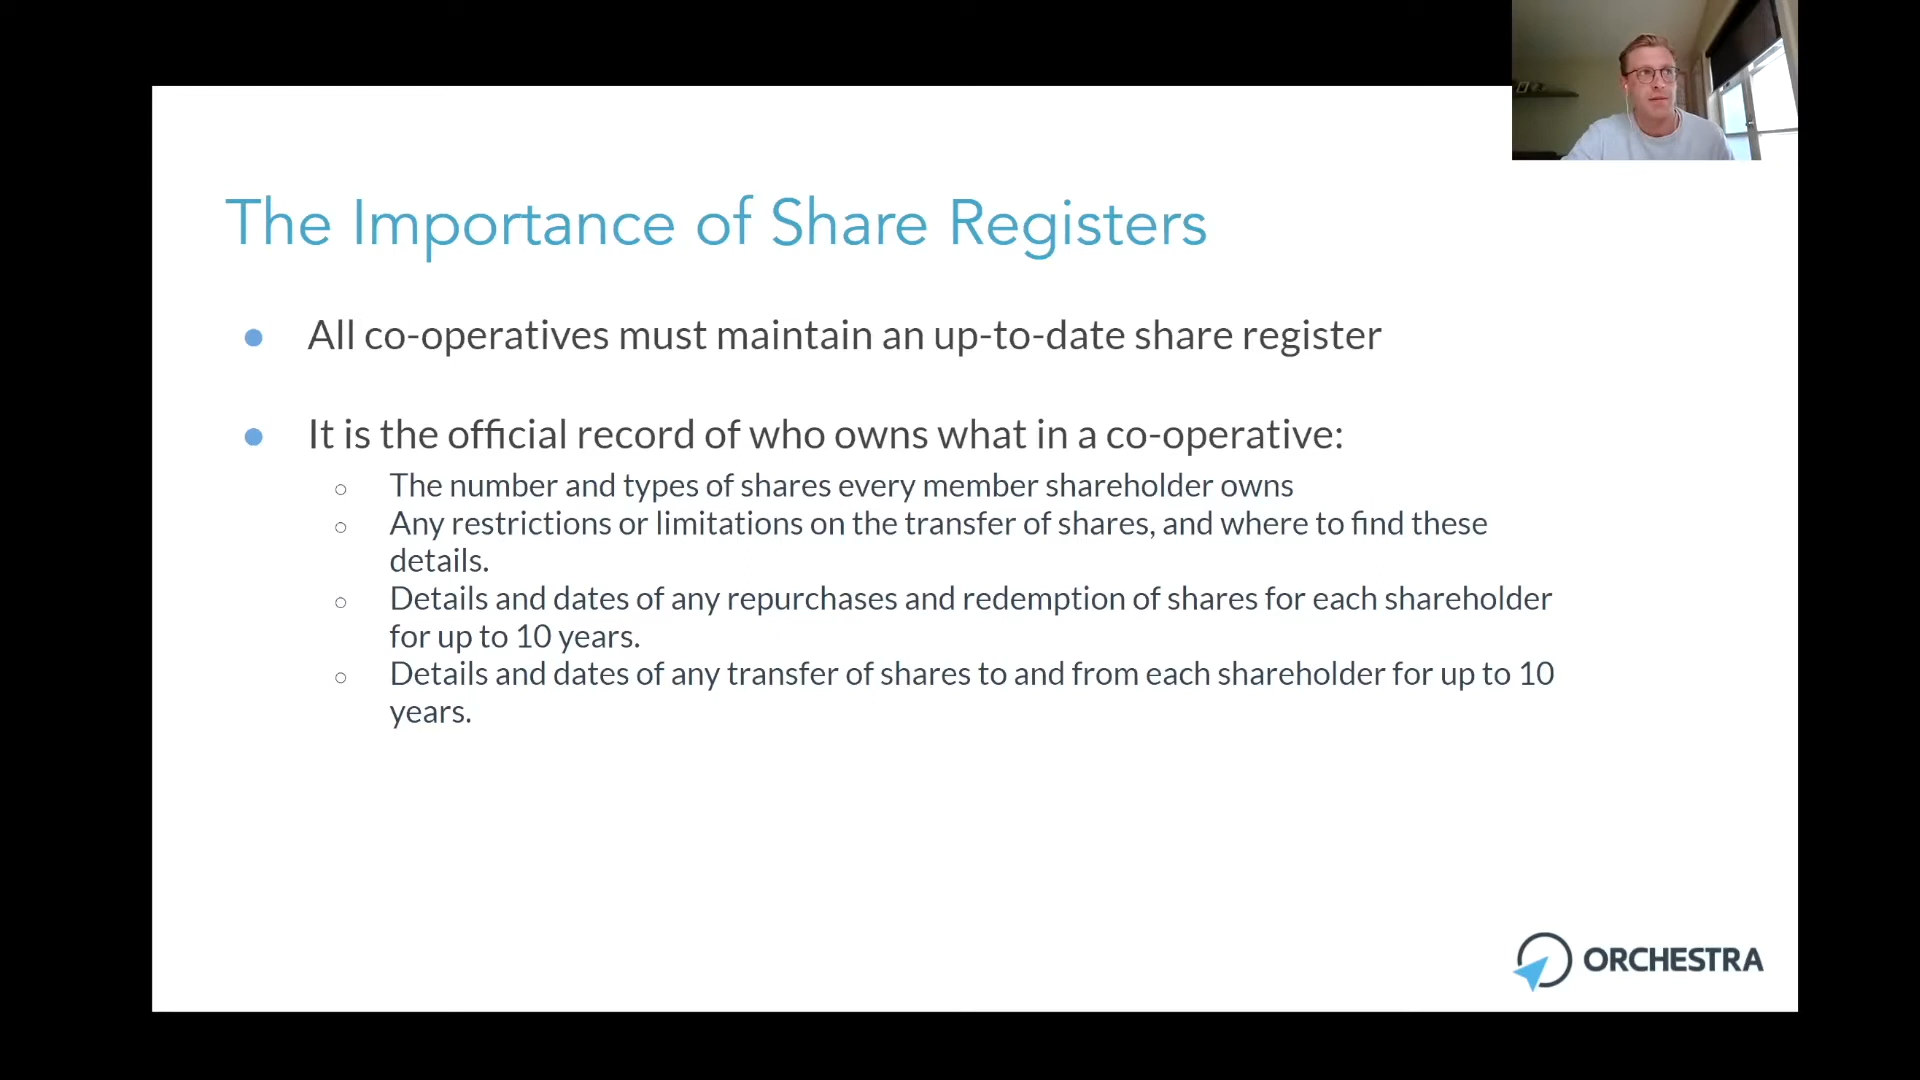 The Importance of Share Registers
● All co-operatives must maintain an up-to-date share register
● It is the official record of who owns what in a co-operative:
○ The number and types of shares every member shareholder owns
○ Any restrictions or limitations on the transfer of shares, and where to find these
details.
○ Details and dates of any repurchases and redemption of shares for each shareholder
for up to 10 years.
○ Details and dates of any transfer of shares to and from each shareholder for up to 10
years.
ORCHESTRA